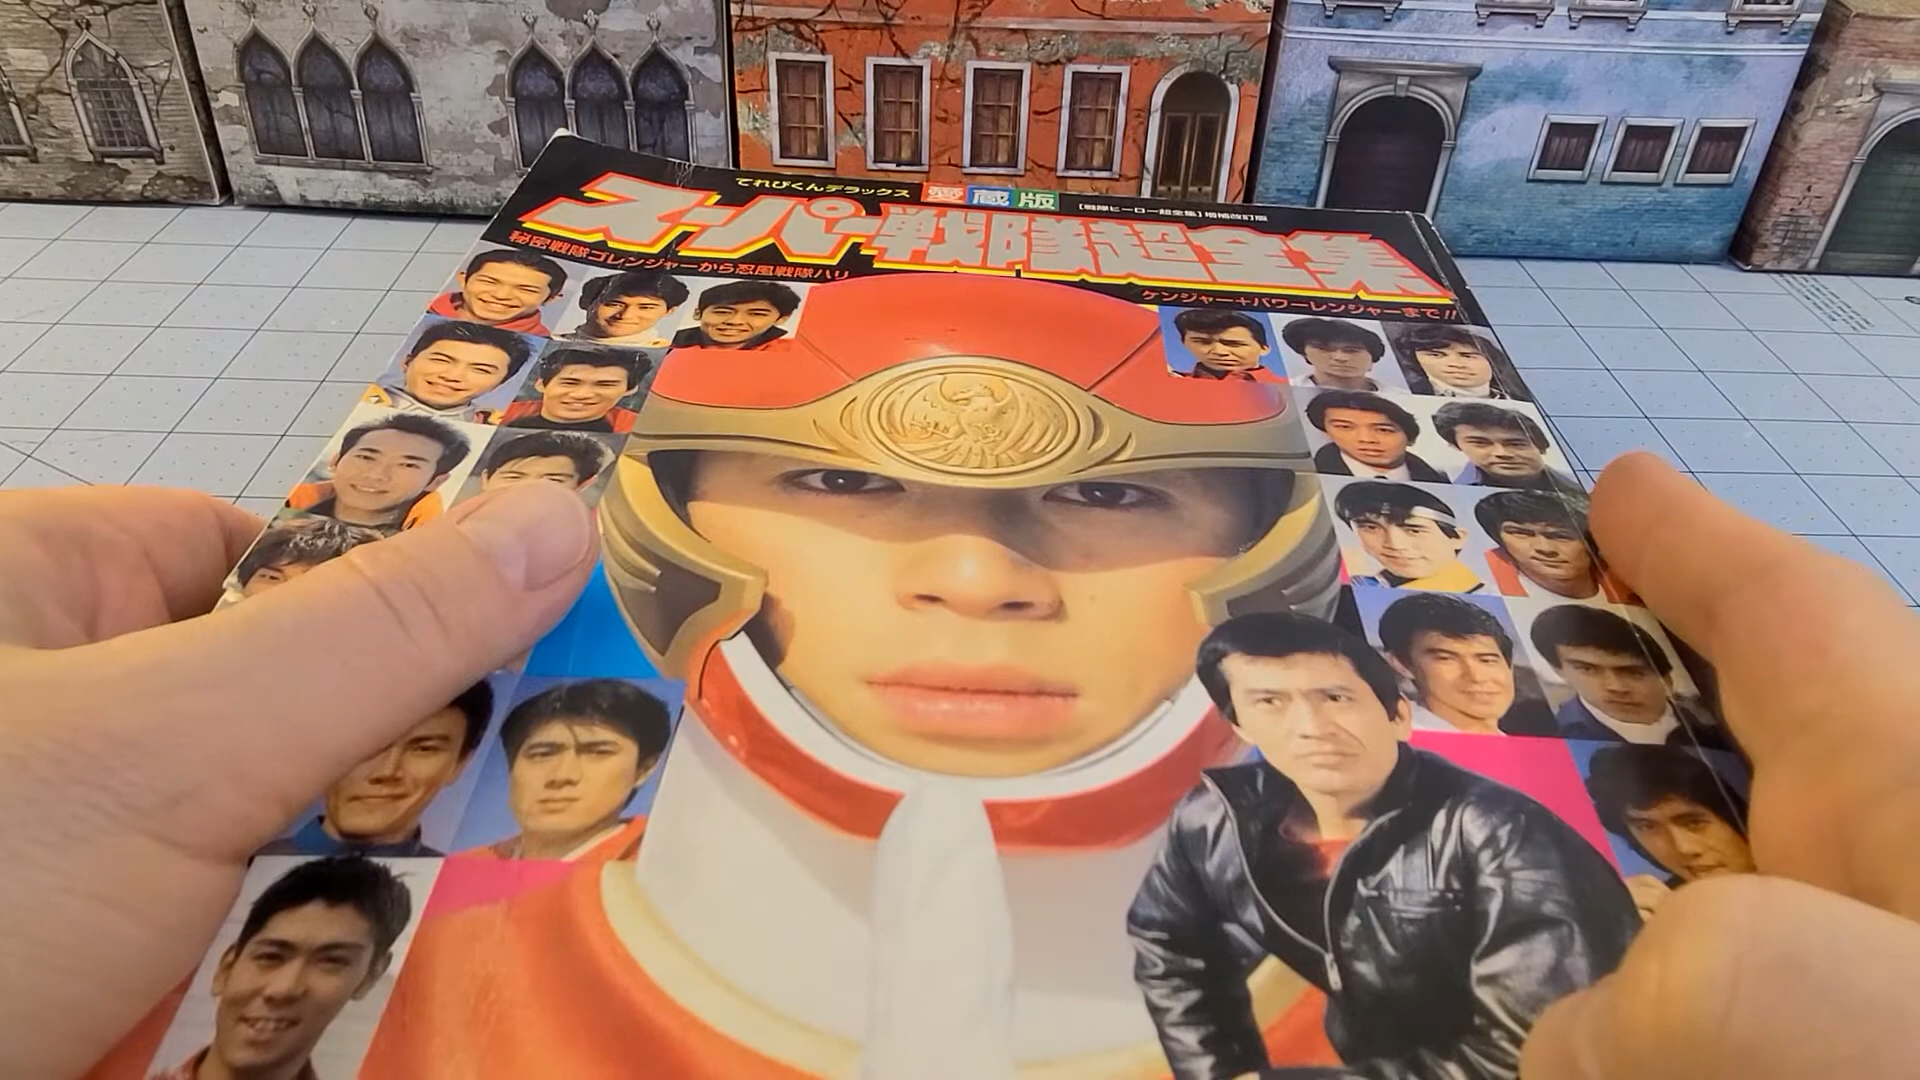 てれびくんデラックス 愛蔵版 [戦隊ヒーロー超全集]増補改訂版
スーパー戦隊超全集
秘密戦隊ゴレンジャーから忍風戦隊ハリ
ケンジャー+パワーレンジャーまで!!